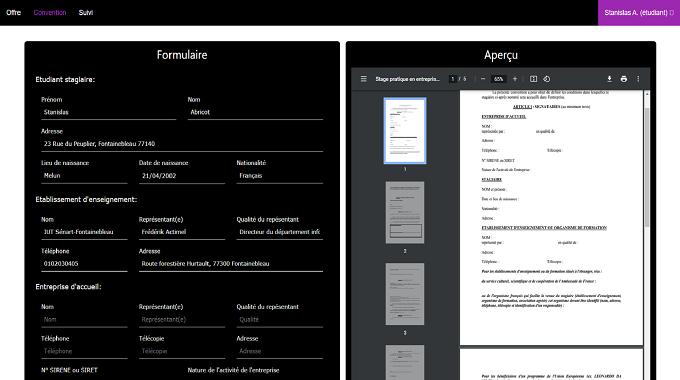 Offre
Convention
Suivi
Stanislas A. (étudiant)
Formulaire
Etudiant stagiaire:
Prénom
Nom
Stanislas
Abricot
Adresse
23 Rue du Peuplier, Fontainebleau 77140
Lieu de naissance
Date de naissance
Nationalité
Melun
21/04/2002
Français
Etablissement d'enseignement:
Nom
Représentant(e)
Qualité du repésentant
IUT Sénart-Fontainebleau
Frédérik Actimel
Directeur du département info
Téléphone
Adresse
0102030405
Route forestière Hurtault, 77300 Fontainebleau
Entreprise d'accueil:
Nom
Représentant(e)
Qualité du repésentant
Nom
Représentant(e)
Qualité
Téléphone
Télécopie
Adresse
Téléphone
Télécopie
Adresse
N° SIRENE ou SIRET
Nature de l'activité de l'entreprise
Aperçu
Stage pratique en entrepris...
1 / 5
65%
1
2
3
La présente convention a pour objet de définir les conditions dans lesquelles le
stagiaire ci-après nommé sera accueilli dans l'entreprise.
ARTICLE 1 : SIGNATAIRES (au minimum trois)
ENTREPRISE D'ACCUEIL
NOM :
représentée par :
en qualité de
Adresse :
Téléphone :
Télécopie :
N° SIRENE ou SIRET
Nature de l'activité de l'entreprise
STAGIAIRE
NOM et prénom :
Date et lieu de naissance :
Nationalité :
Adresse :
ETABLISSEMENT D'ENSEIGNEMENT OU ORGANISME DE FORMATION
NOM :
représenté par :
en qualité de :
Adresse :
Téléphone :
Télécopie :
Pour les établissements d'enseignement ou de formation situés à l'étranger, visa :
du service culturel, scientifique et de coopération de l'Ambassade de France :
ou de l'organisme français qui facilite la venue du stagiaire (établissement d'enseignement,
organisme de formation, association agréée) cet organisme devant être identifié (nom, adresse,
téléphone, télécopie et identification d'un responsable) :
Pour les bénéficiaires d'un programme de l'Union Européenne (ex. LEONARDO DA